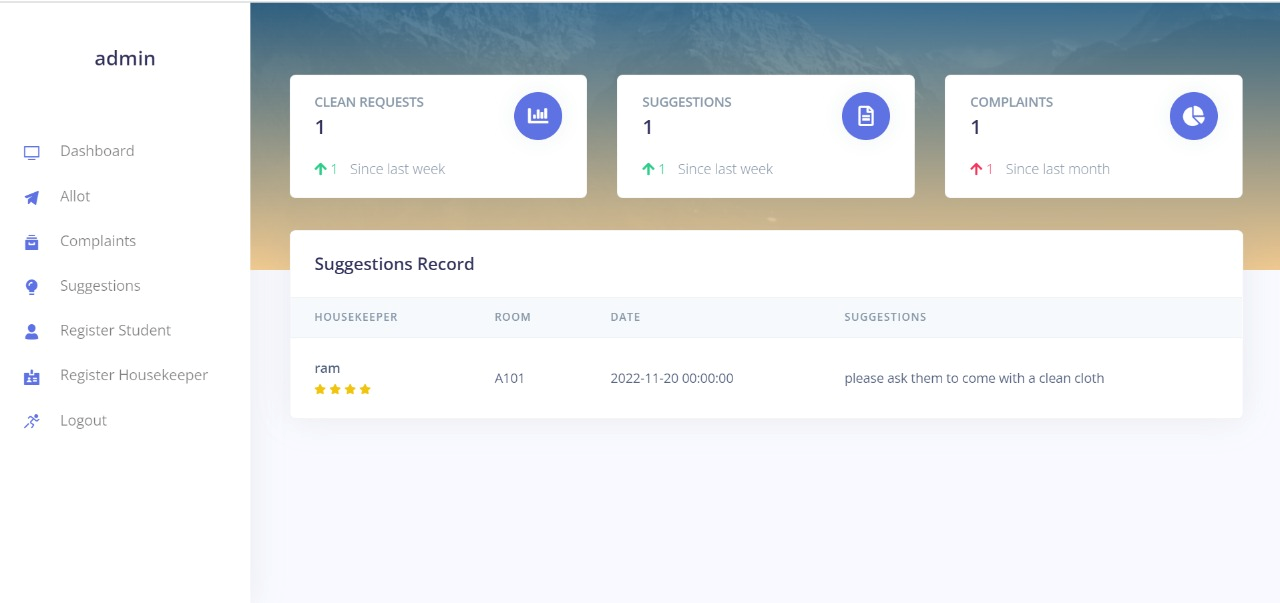 admin
Dashboard
Allot
Complaints
Suggestions
Register Student
Register Housekeeper
Logout
CLEAN REQUESTS
1
1 Since last week
SUGGESTIONS
1
1 Since last week
COMPLAINTS
1
1 Since last month
Suggestions Record
HOUSEKEEPER ROOM DATE SUGGESTIONS
ram
A101 2022-11-20 00:00:00 please ask them to come with a clean cloth